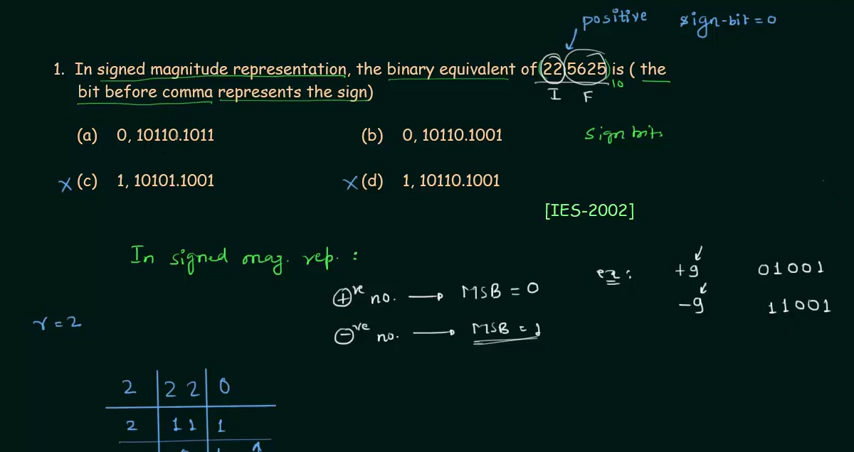 positive sign-bit=0
1. In signed magnitude representation, the binary equivalent of 22 5625 is ( the
10
bit before comma represents the sign)
I F
(a) 0, 10110.1011 (b) 0, 10110.1001
sign bits
X (c) 1, 10101.1001 X (d) 1, 10110.1001
[IES-2002]
In signed mag. rep. :
ex : +9 01001
+ve no. → MSB = 0
-9 11001
-ve no. → MSB = 1
r = 2
2 22 0
2 11 1